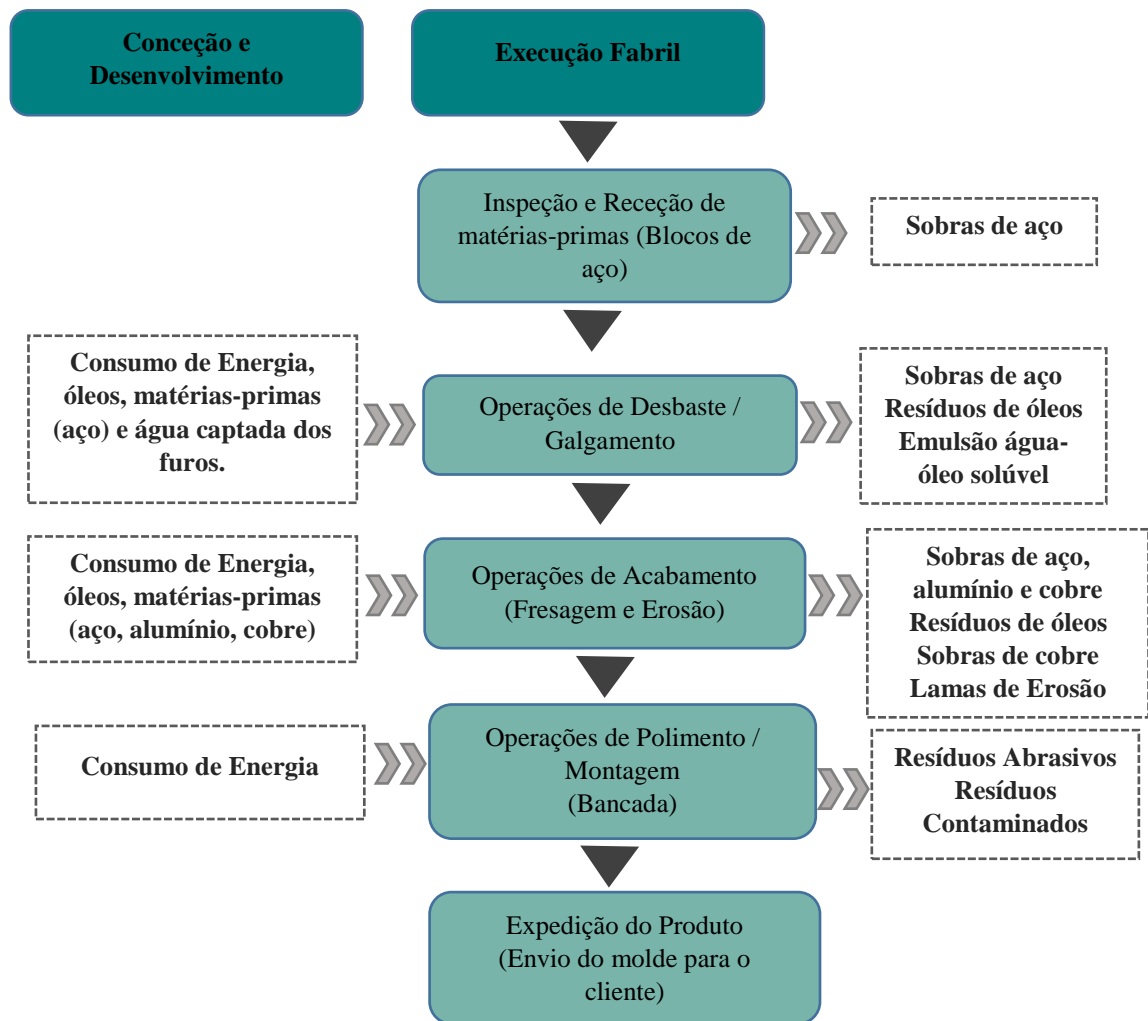 Conceção e
Desenvolvimento
Execução Fabril
Inspeção e Receção de
matérias-primas (Blocos de
aço)
Sobras de aço
Consumo de Energia,
óleos, matérias-primas
(aço) e água captada dos
furos.
Operações de Desbaste /
Galgamento
Sobras de aço
Resíduos de óleos
Emulsão água-
óleo solúvel
Consumo de Energia,
óleos, matérias-primas
(aço, alumínio, cobre)
Operações de Acabamento
(Fresagem e Erosão)
Sobras de aço,
alumínio e cobre
Resíduos de óleos
Sobras de cobre
Lamas de Erosão
Consumo de Energia
Operações de Polimento /
Montagem
(Bancada)
Resíduos Abrasivos
Resíduos
Contaminados
Expedição do Produto
(Envio do molde para o
cliente)